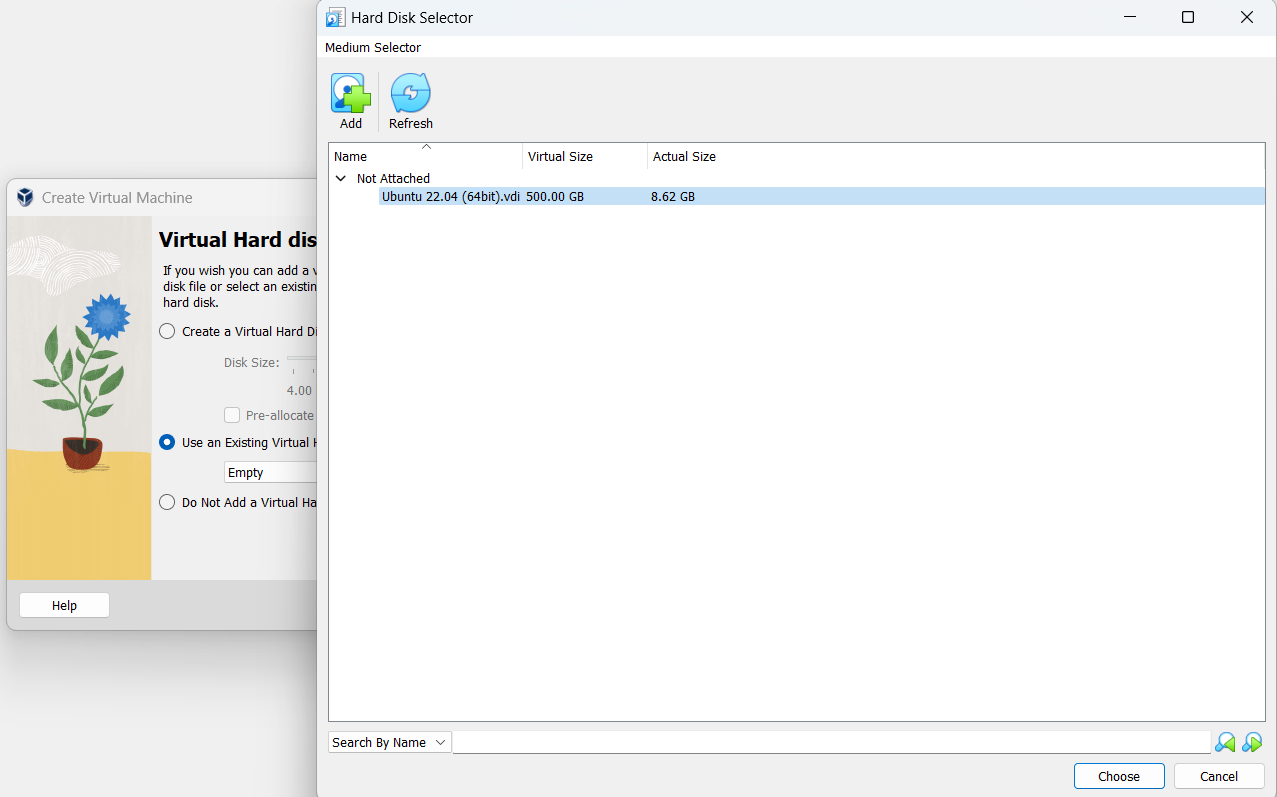 Hard Disk Selector
Medium Selector
Add
Refresh
Name
Virtual Size
Actual Size
Not Attached
Ubuntu 22.04 (64bit).vdi
500.00 GB
8.62 GB
Search By Name
Choose
Cancel
Create Virtual Machine
Virtual Hard dis
If you wish you can add a v
disk file or select an existin
hard disk.
Create a Virtual Hard Di
Disk Size:
4.00
Pre-allocate
Use an Existing Virtual H
Empty
Do Not Add a Virtual Ha
Help